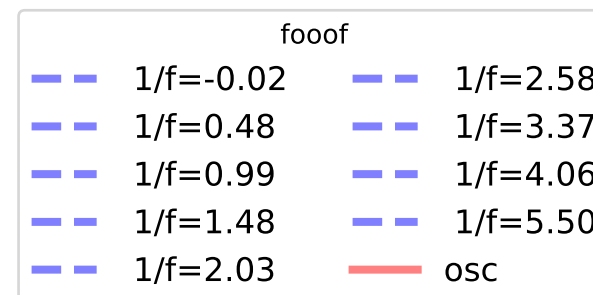 fooof
1/f=-0.02
1/f=0.48
1/f=0.99
1/f=1.48
1/f=2.03
1/f=2.58
1/f=3.37
1/f=4.06
1/f=5.50
osc